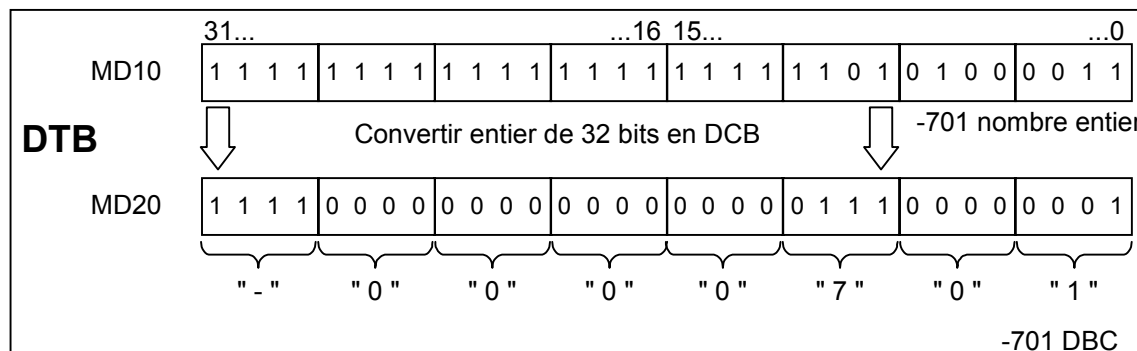 31... ...16 15... ...0
MD10 1 1 1 1 1 1 1 1 1 1 1 1 1 1 1 1 1 1 1 1 1 1 0 1 0 1 0 0 0 0 1 1
DTB Convertir entier de 32 bits en DCB -701 nombre entier
MD20 1 1 1 1 0 0 0 0 0 0 0 0 0 0 0 0 0 0 0 0 0 1 1 1 0 0 0 0 0 0 0 1
" - " " 0 " " 0 " " 0 " " 0 " " 7 " " 0 " " 1 "
-701 DBC